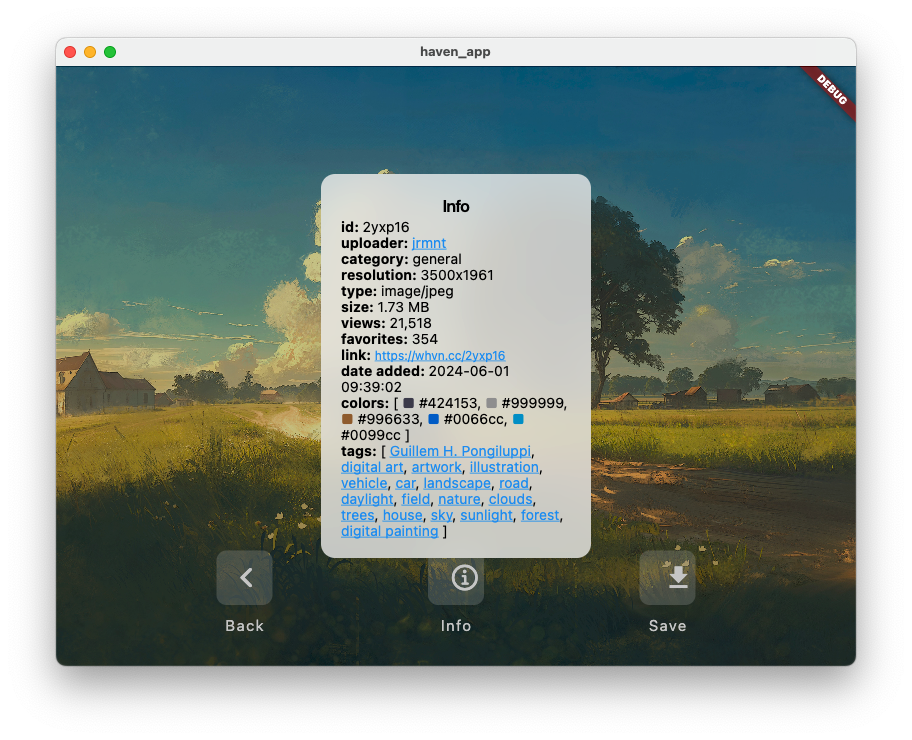 haven_app
DEBUG
Info
id: 2yxp16
uploader: jrmnt
category: general
resolution: 3500x1961
type: image/jpeg
size: 1.73 MB
views: 21,518
favorites: 354
link: https://whvn.cc/2yxp16
date added: 2024-06-01
09:39:02
colors: [ #424153, #999999,
#996633, #0066cc,
#0099cc ]
tags: [ Guillem H. Pongiluppi,
digital art, artwork, illustration,
vehicle, car, landscape, road,
daylight, field, nature, clouds,
trees, house, sky, sunlight, forest,
digital painting ]
Back
Info
Save